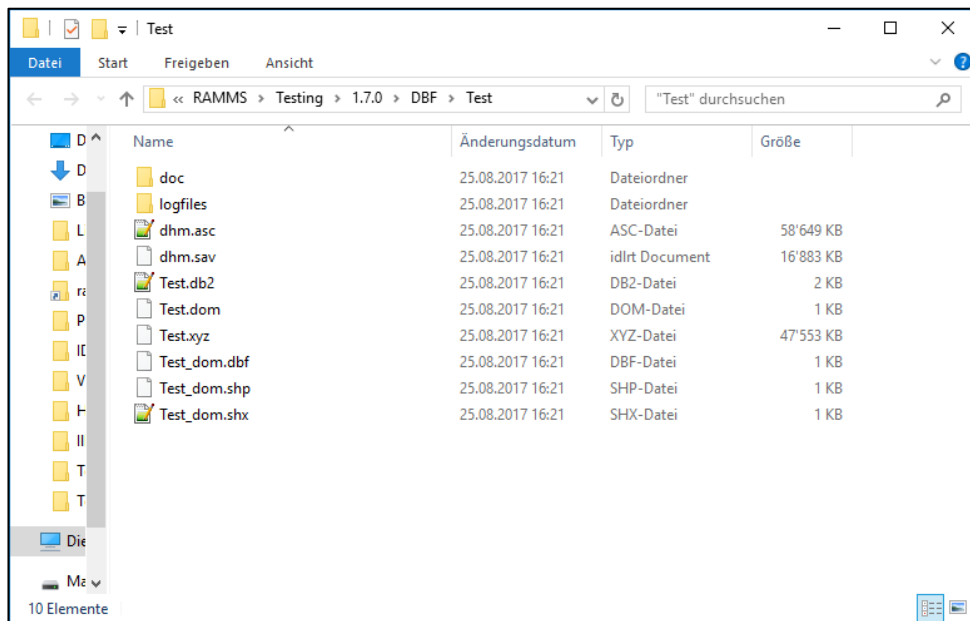 Test
Datei Start Freigeben Ansicht ?
« RAMMS > Testing > 1.7.0 > DBF > Test "Test" durchsuchen
Name Änderungsdatum Typ Größe
doc 25.08.2017 16:21 Dateiordner
logfiles 25.08.2017 16:21 Dateiordner
dhm.asc 25.08.2017 16:21 ASC-Datei 58'649 KB
dhm.sav 25.08.2017 16:21 idlrt Document 16'883 KB
Test.db2 25.08.2017 16:21 DB2-Datei 2 KB
Test.dom 25.08.2017 16:21 DOM-Datei 1 KB
Test.xyz 25.08.2017 16:21 XYZ-Datei 47'553 KB
Test_dom.dbf 25.08.2017 16:21 DBF-Datei 1 KB
Test_dom.shp 25.08.2017 16:21 SHP-Datei 1 KB
Test_dom.shx 25.08.2017 16:21 SHX-Datei 1 KB
Die
Ma
10 Elemente